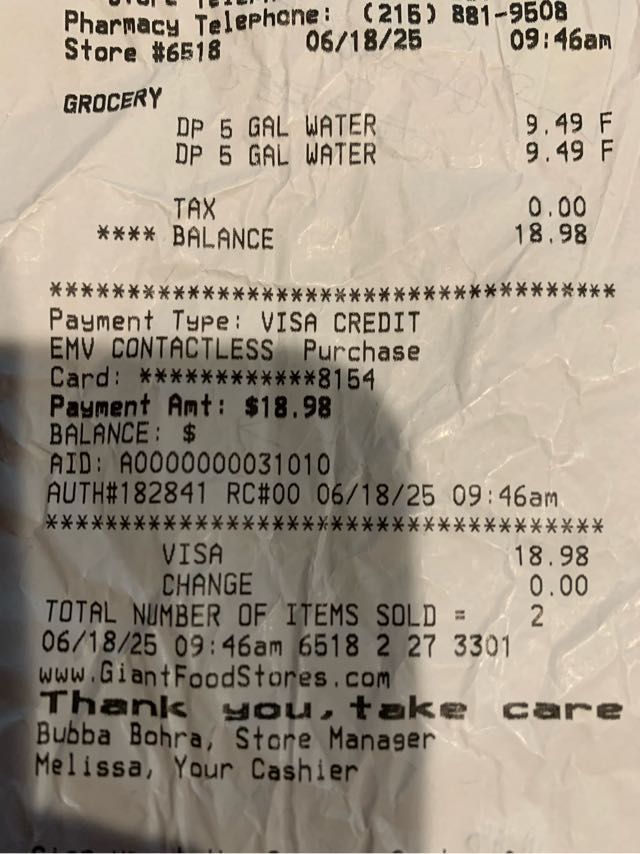 Pharmacy Telephone: (215) 881-9508
Store #6518 06/18/25 09:46am
GROCERY
DP 5 GAL WATER 9.49 F
DP 5 GAL WATER 9.49 F
TAX 0.00
**** BALANCE 18.98
************************************
Payment Type: VISA CREDIT
EMV CONTACTLESS Purchase
Card: ************8154
Payment Amt: $18.98
BALANCE: $
AID: A0000000031010
AUTH#182841 RC#00 06/18/25 09:46am
************************************
VISA 18.98
CHANGE 0.00
TOTAL NUMBER OF ITEMS SOLD = 2
06/18/25 09:46am 6518 2 27 3301
www.GiantFoodStores.com
Thank you, take care
Bubba Bohra, Store Manager
Melissa, Your Cashier